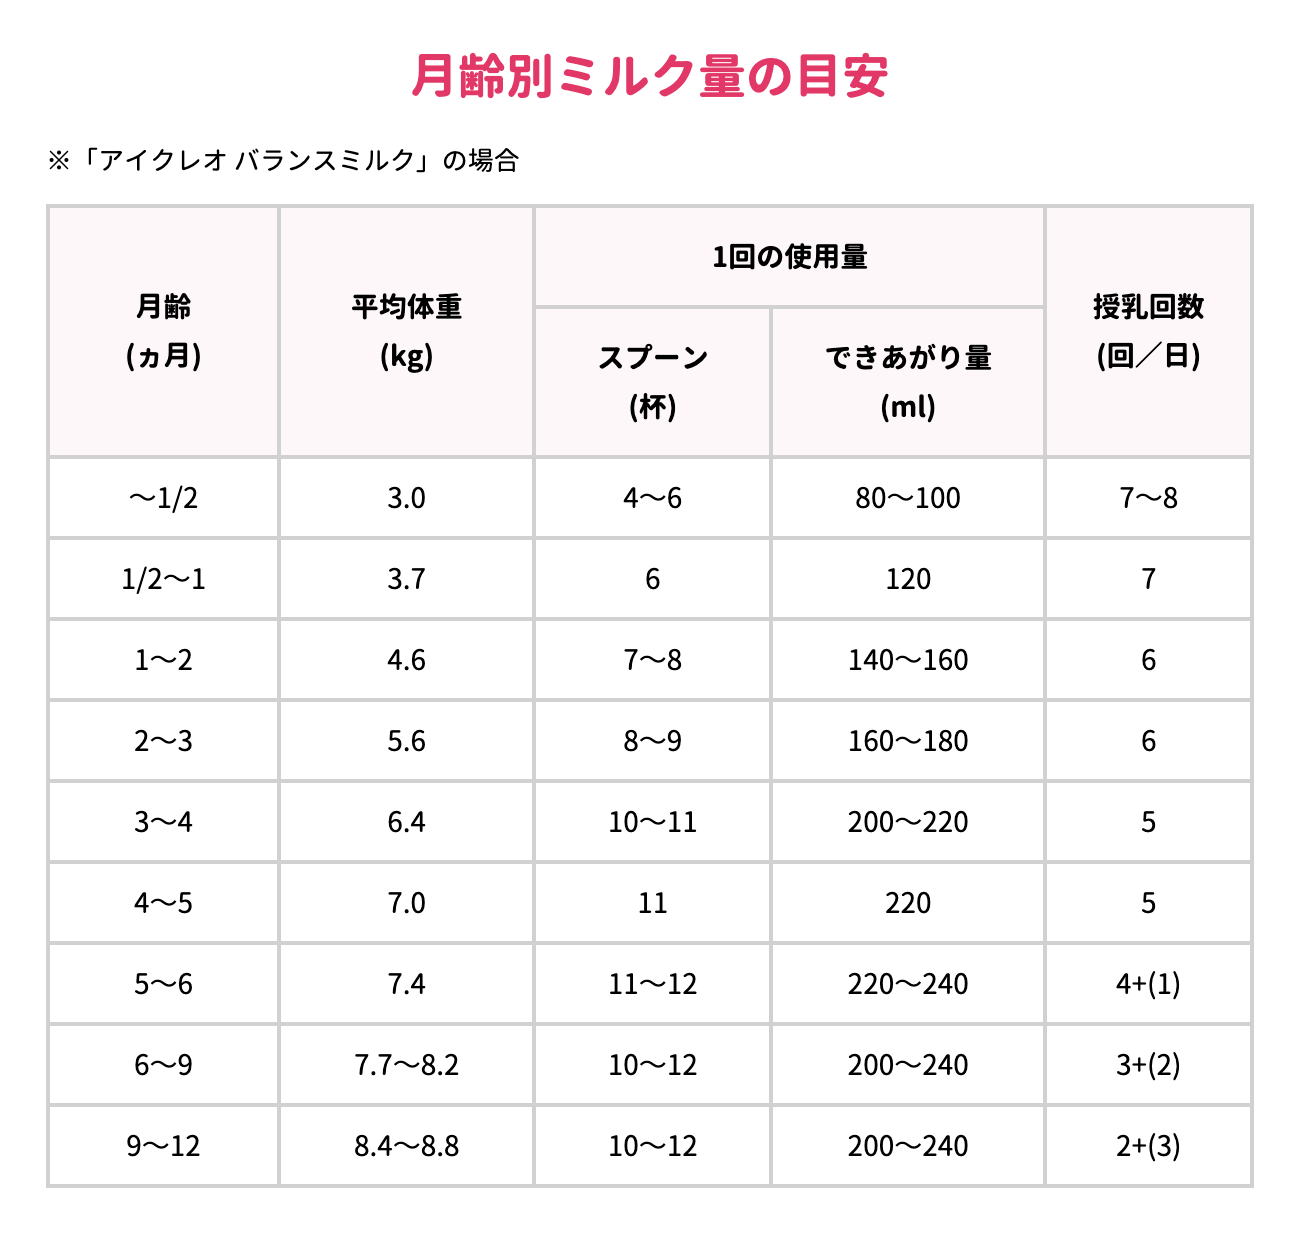 月齢別ミルク量の目安
※「アイクレオ バランスミルク」の場合
月齢
(ヵ月)
平均体重
(kg)
1回の使用量
スプーン
(杯)
できあがり量
(ml)
授乳回数
(回／日)
〜1/2 3.0 4〜6 80〜100 7〜8
1/2〜1 3.7 6 120 7
1〜2 4.6 7〜8 140〜160 6
2〜3 5.6 8〜9 160〜180 6
3〜4 6.4 10〜11 200〜220 5
4〜5 7.0 11 220 5
5〜6 7.4 11〜12 220〜240 4+(1)
6〜9 7.7〜8.2 10〜12 200〜240 3+(2)
9〜12 8.4〜8.8 10〜12 200〜240 2+(3)